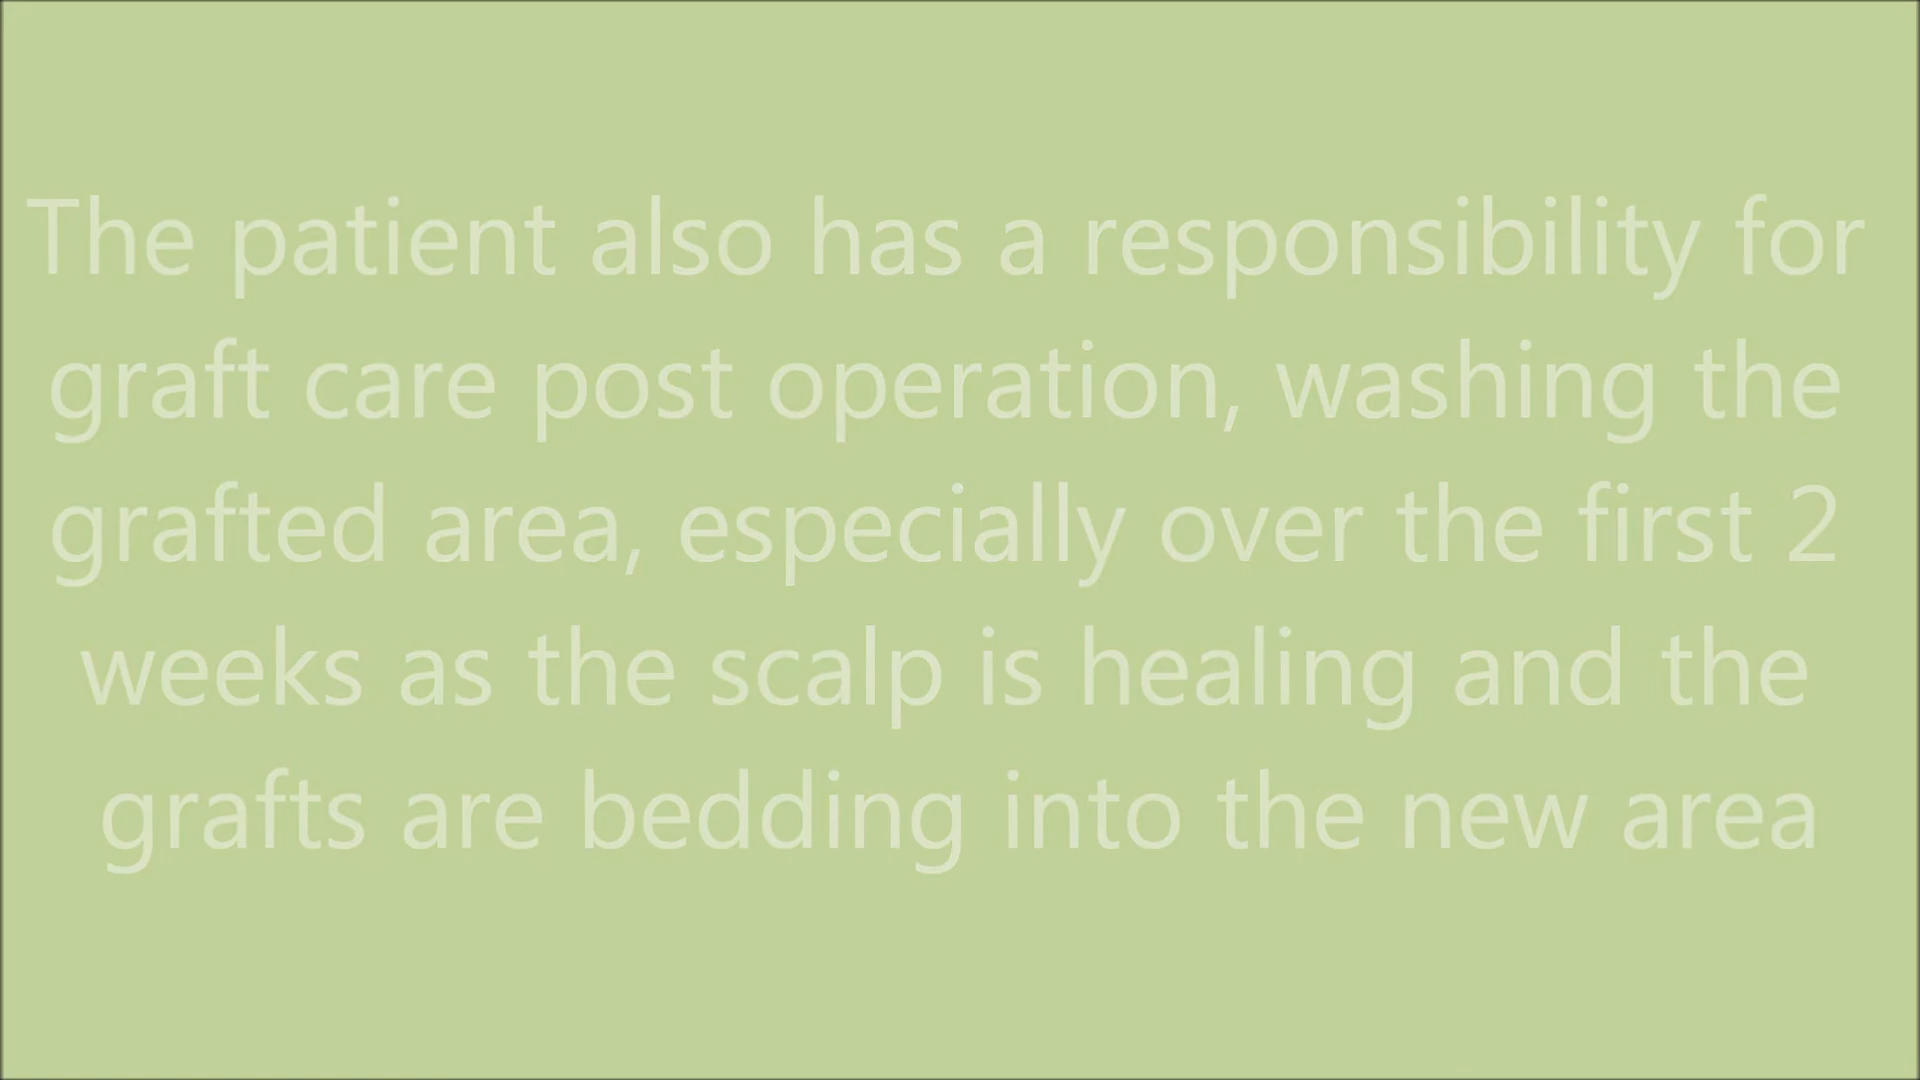 The patient also has a responsibility for
graft care post operation, washing the
grafted area, especially over the first 2
weeks as the scalp is healing and the
grafts are bedding into the new area